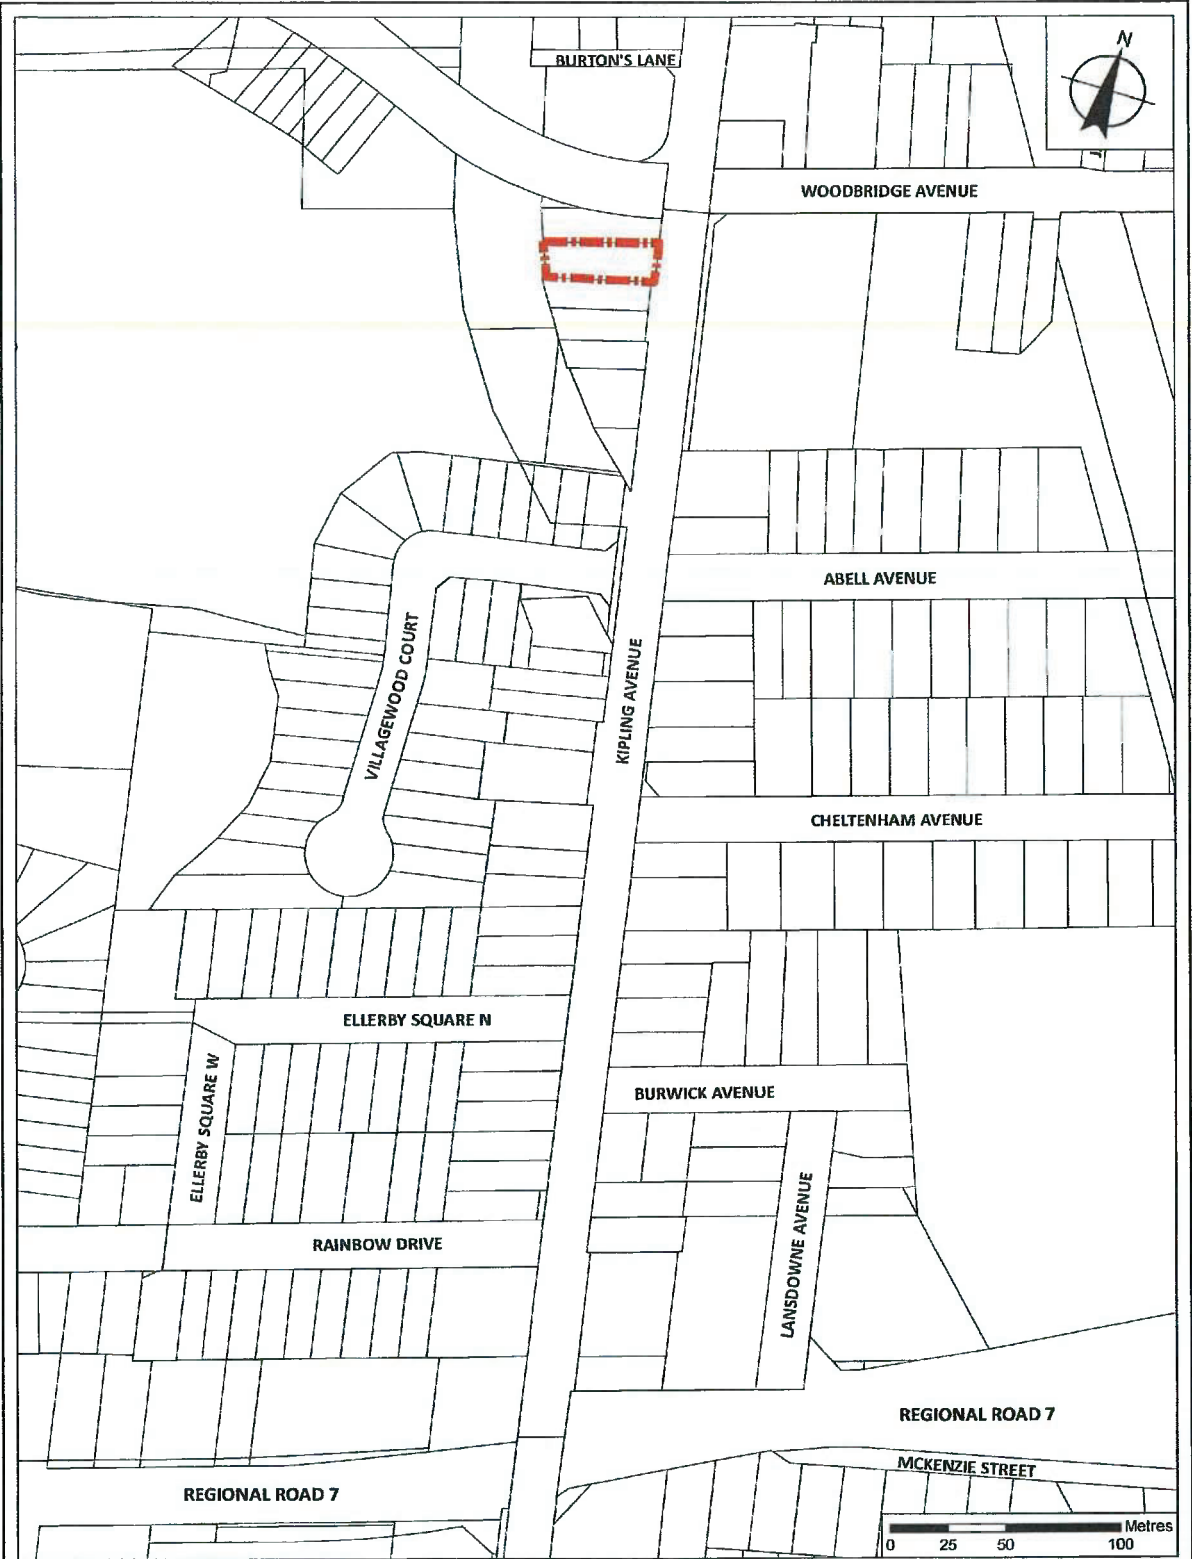 BURTON'S LANE
N
WOODBRIDGE AVENUE
ABELL AVENUE
VILLAGEWOOD COURT
KIPLING AVENUE
CHELTENHAM AVENUE
ELLERBY SQUARE N
ELLERBY SQUARE W
BURWICK AVENUE
LANSDOWNE AVENUE
RAINBOW DRIVE
REGIONAL ROAD 7
MCKENZIE STREET
REGIONAL ROAD 7
Metres
0 25 50 100